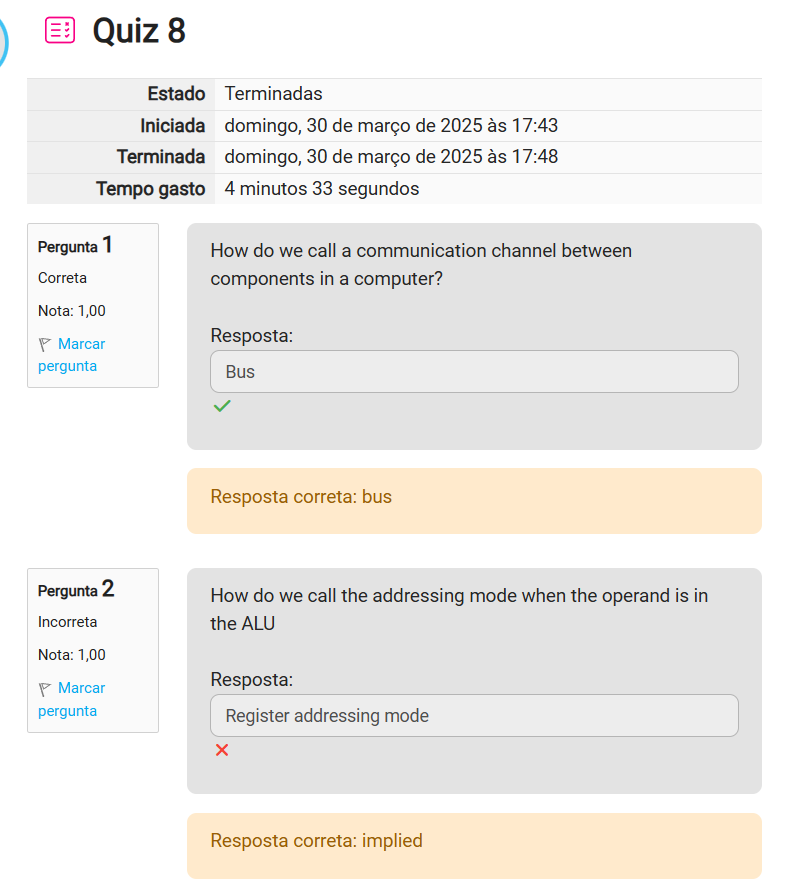 Quiz 8
Estado Terminadas
Iniciada domingo, 30 de março de 2025 às 17:43
Terminada domingo, 30 de março de 2025 às 17:48
Tempo gasto 4 minutos 33 segundos
Pergunta 1
Correta
Nota: 1,00
Marcar
pergunta
How do we call a communication channel between
components in a computer?
Resposta:
Bus
Resposta correta: bus
Pergunta 2
Incorreta
Nota: 1,00
Marcar
pergunta
How do we call the addressing mode when the operand is in
the ALU
Resposta:
Register addressing mode
Resposta correta: implied